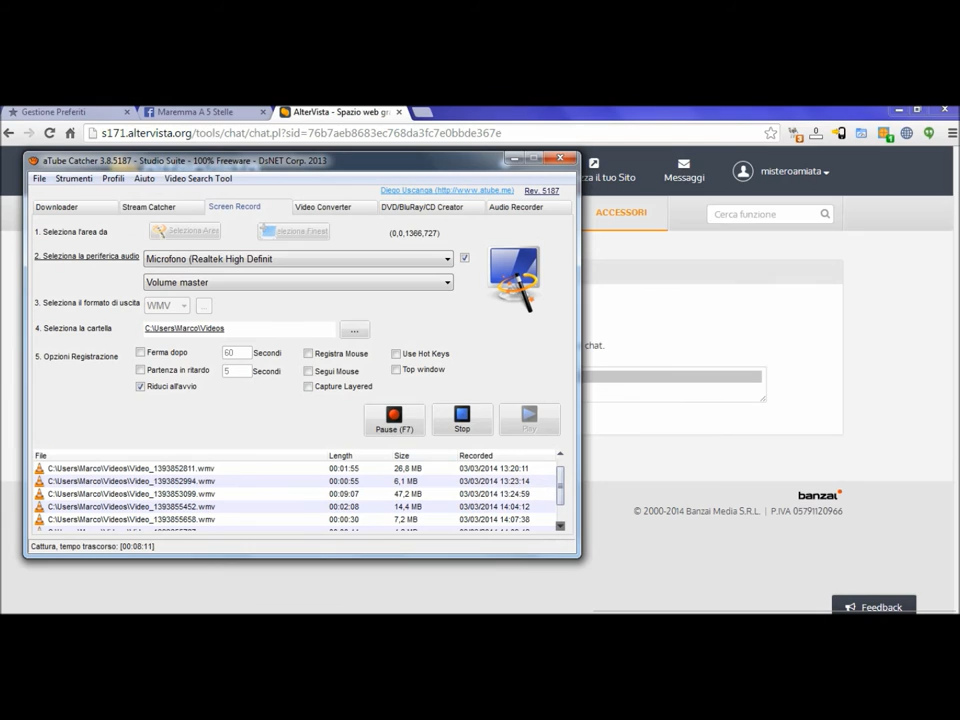 Gestione Preferiti
Maremma A 5 Stelle
AlterVista - Spazio web gr
s171.altervista.org/tools/chat/chat.pl?sid=76b7aeb8683ec768da3fc7e0bbde367e
aTube Catcher 3.8.5187 - Studio Suite - 100% Freeware - DsNET Corp. 2013
File Strumenti Profili Aiuto Video Search Tool
za il tuo Sito Messaggi misteroamiata
Diego Uscanga (http://www.atube.me) Rev. 5187
Downloader Stream Catcher Screen Record Video Converter DVD/BluRay/CD Creator Audio Recorder
ACCESSORI Cerca funzione
1. Seleziona l'area da Seleziona Area eleziona Finest (0,0,1366,727)
2. Seleziona la periferica audio Microfono (Realtek High Definit
Volume master
3. Seleziona il formato di uscita WMV ...
4. Seleziona la cartella C:\Users\Marco\Videos ...
chat.
5. Opzioni Registrazione Ferma dopo 60 Secondi Registra Mouse Use Hot Keys
Partenza in ritardo 5 Secondi Segui Mouse Top window
Riduci all'avvio Capture Layered
Pause (F7) Stop Play
File Length Size Recorded
C:\Users\Marco\Videos\Video_1393852811.wmv 00:01:55 26,8 MB 03/03/2014 13:20:11
C:\Users\Marco\Videos\Video_1393852994.wmv 00:00:55 6,1 MB 03/03/2014 13:23:14
C:\Users\Marco\Videos\Video_1393853099.wmv 00:09:07 47,2 MB 03/03/2014 13:24:59
C:\Users\Marco\Videos\Video_1393855452.wmv 00:02:08 14,4 MB 03/03/2014 14:04:12
C:\Users\Marco\Videos\Video_1393855658.wmv 00:00:30 7,2 MB 03/03/2014 14:07:38
Cattura, tempo trascorso: [00:08:11]
banzai
© 2000-2014 Banzai Media S.R.L. P.IVA 05791120966
Feedback